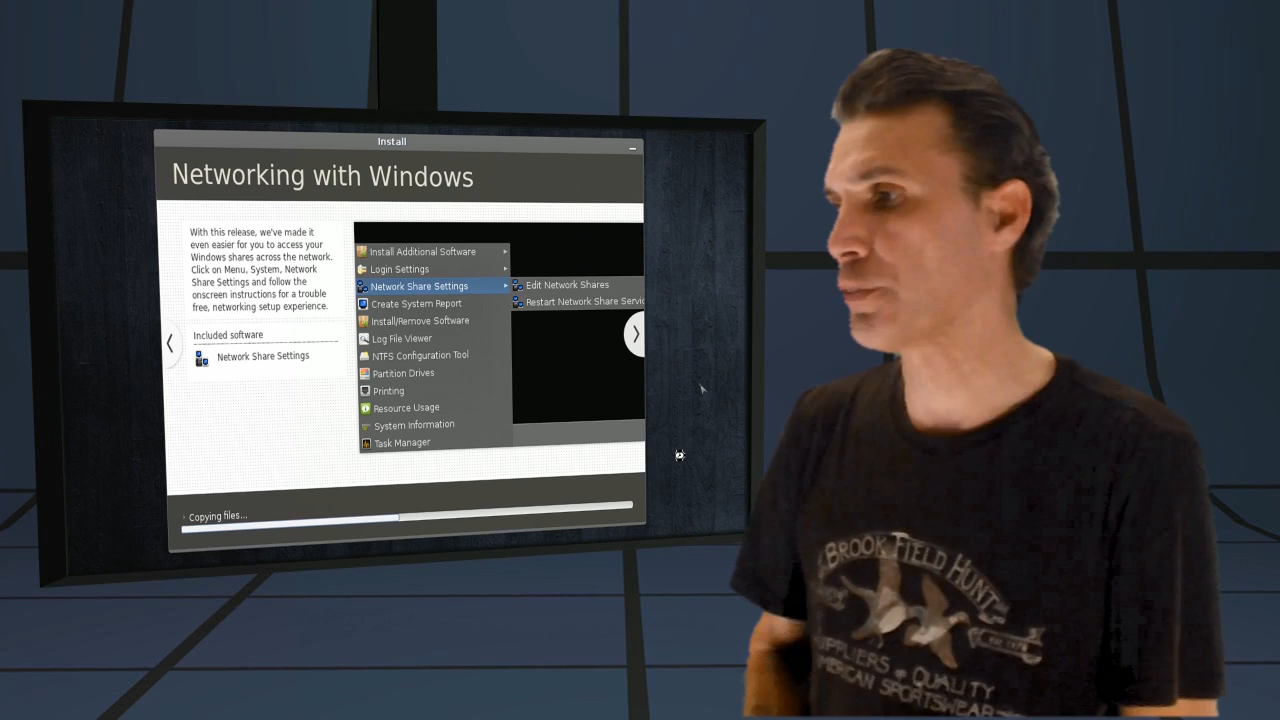 Install
Networking with Windows
With this release, we've made it
even easier for you to access your
Windows shares across the network.
Click on Menu, System, Network
Share Settings and follow the
onscreen instructions for a trouble
free, networking setup experience.
Included software
Network Share Settings
Install Additional Software
Login Settings
Network Share Settings
Create System Report
Install/Remove Software
Log File Viewer
NTFS Configuration Tool
Partition Drives
Printing
Resource Usage
System Information
Task Manager
Edit Network Shares
Restart Network Share Servic
Copying files...
BROOK FIELD HUNT
SUPPLIERS of QUALITY
AMERICAN SPORTSWEAR